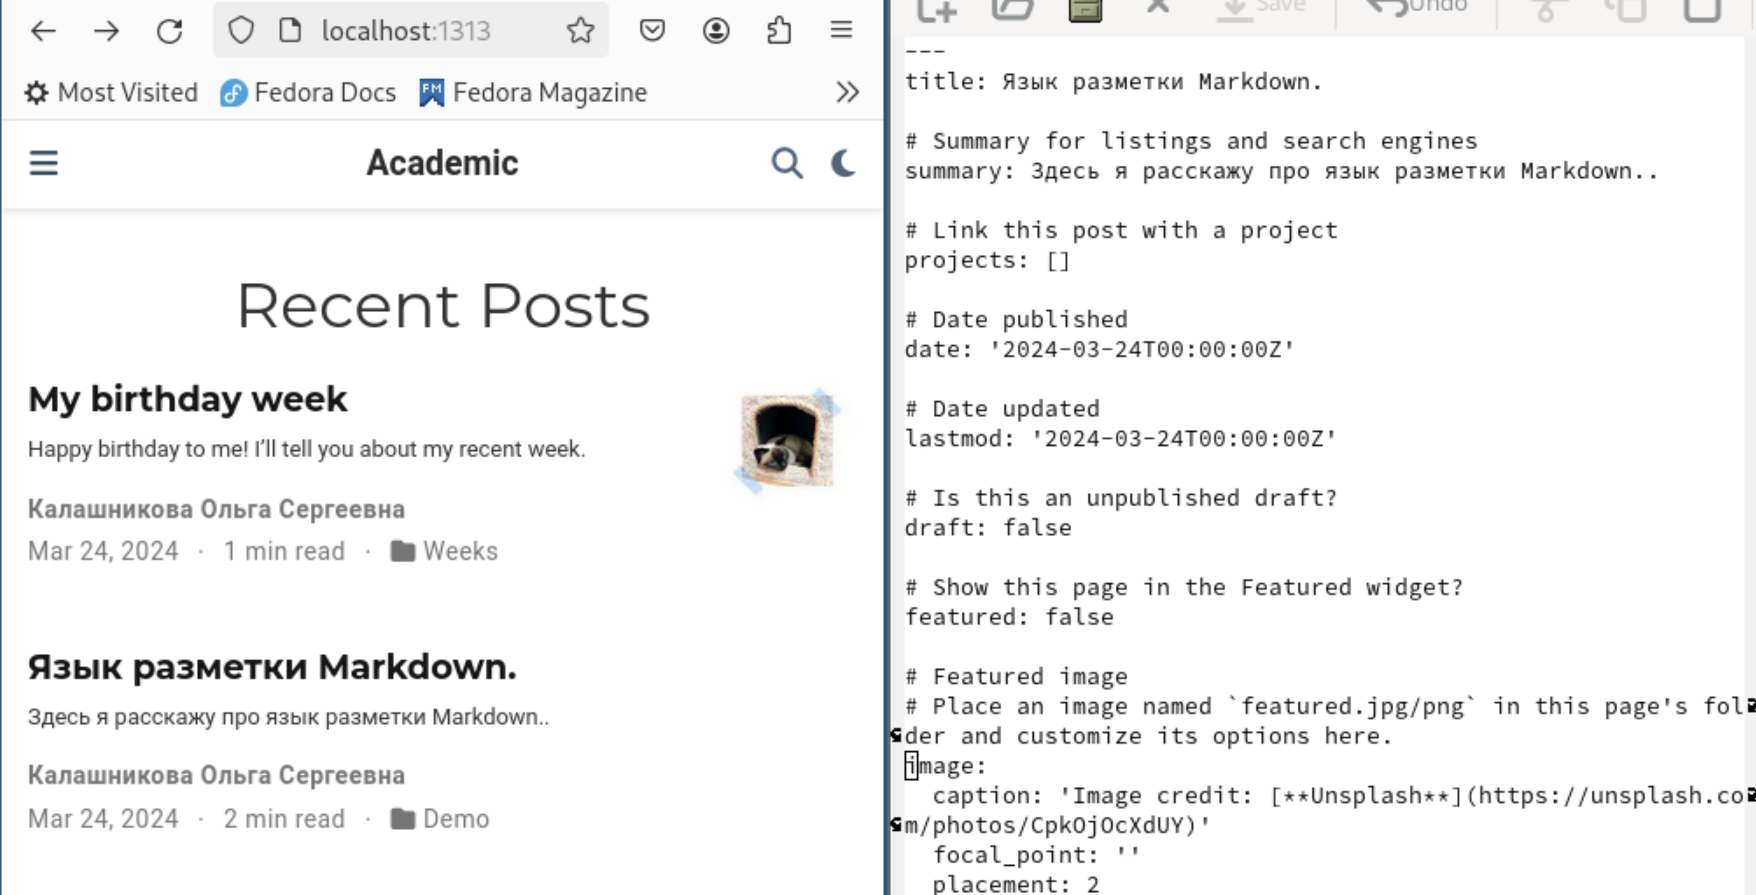 localhost:1313
Most Visited Fedora Docs FM Fedora Magazine
Academic
Recent Posts
My birthday week
Happy birthday to me! I’ll tell you about my recent week.
Калашникова Ольга Сергеевна
Mar 24, 2024 · 1 min read · Weeks
Язык разметки Markdown.
Здесь я расскажу про язык разметки Markdown..
Калашникова Ольга Сергеевна
Mar 24, 2024 · 2 min read · Demo
Save Undo
---
title: Язык разметки Markdown.
# Summary for listings and search engines
summary: Здесь я расскажу про язык разметки Markdown..
# Link this post with a project
projects: []
# Date published
date: '2024-03-24T00:00:00Z'
# Date updated
lastmod: '2024-03-24T00:00:00Z'
# Is this an unpublished draft?
draft: false
# Show this page in the Featured widget?
featured: false
# Featured image
# Place an image named `featured.jpg/png` in this page's fol
der and customize its options here.
image:
caption: 'Image credit: [**Unsplash**](https://unsplash.co
m/photos/CpkOjOcXdUY)'
focal_point: ''
placement: 2